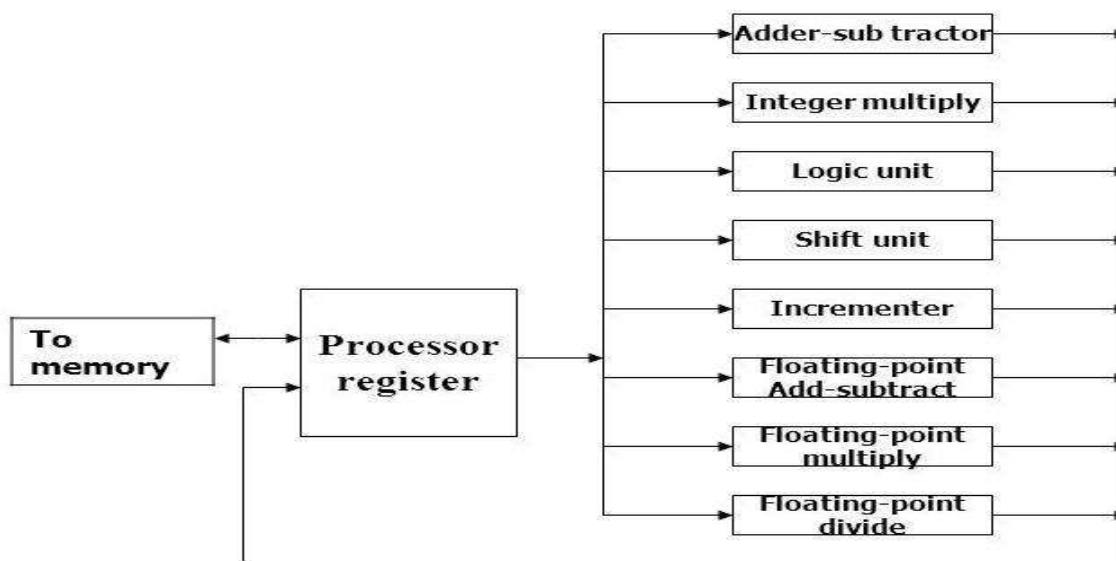 Adder-sub tractor
Integer multiply
Logic unit
Shift unit
Incrementer
To
memory
Processor
register
Floating-point
Add-subtract
Floating-point
multiply
Floating-point
divide